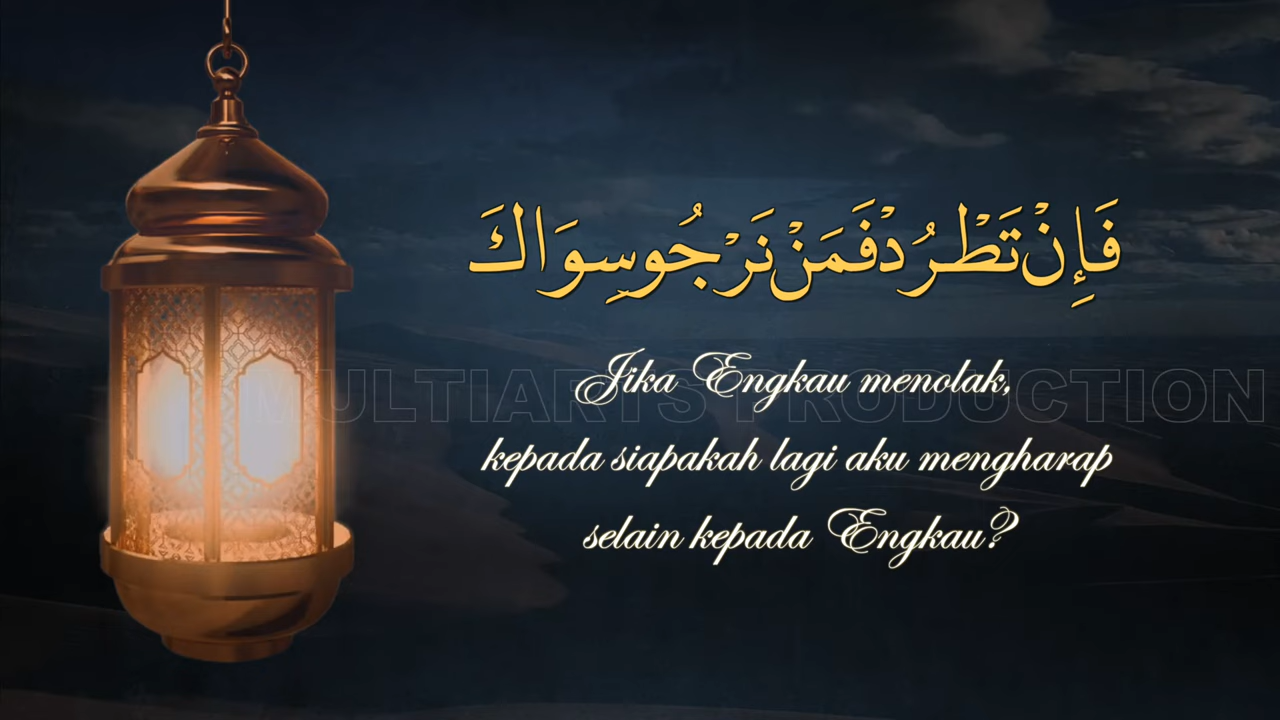 فَإِنْ تَطْرُدْ فَمَنْ نَرْجُو سِوَاكَ
Jika Engkau menolak,
MULTIARTS PRODUCTION
kepada siapakah lagi aku mengharap
selain kepada Engkau?